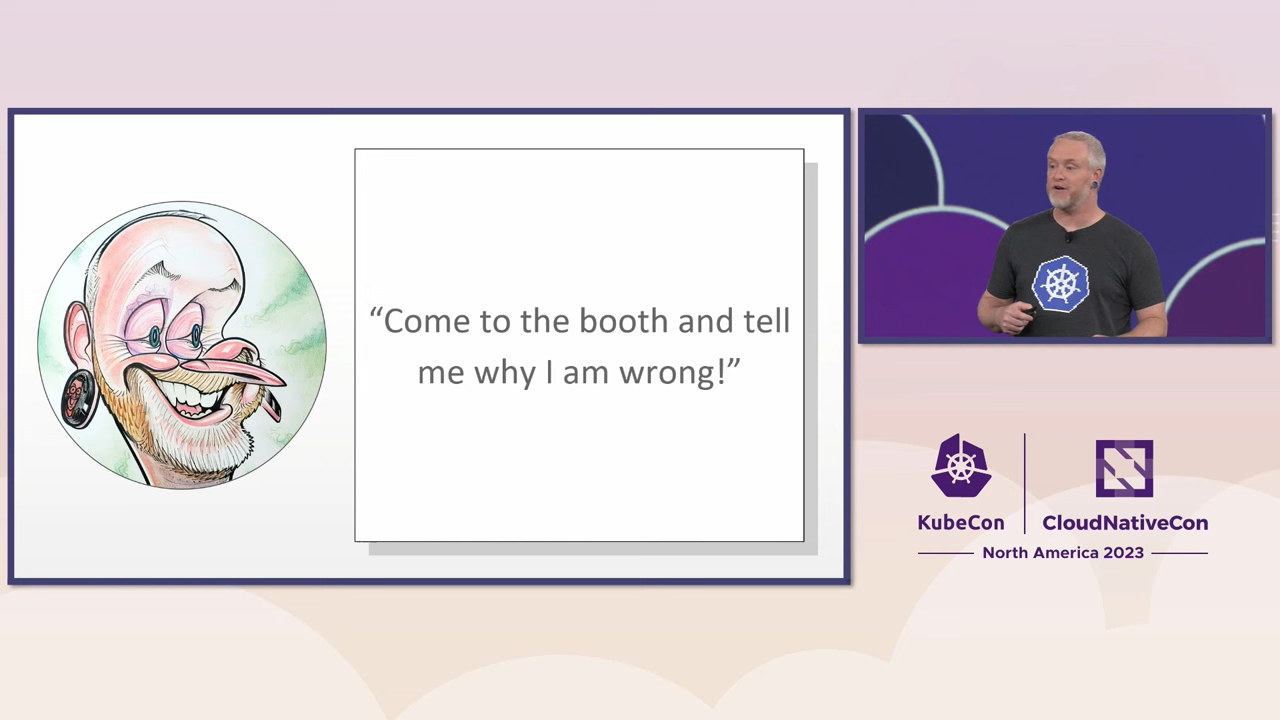 “Come to the booth and tell
me why I am wrong!”
KubeCon
CloudNativeCon
North America 2023